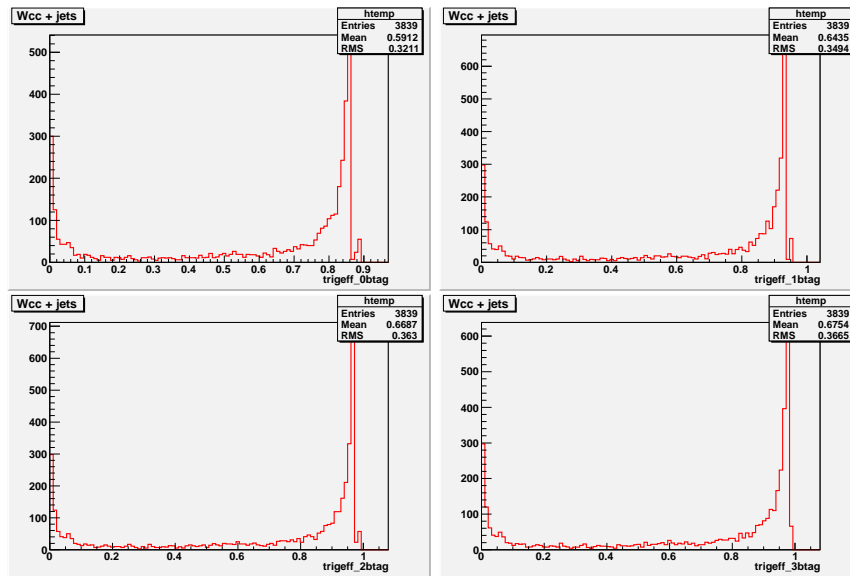 Wcc + jets
htemp
Entries 3839
Mean 0.5912
RMS 0.3211
500
400
300
200
100
0
0 0.1 0.2 0.3 0.4 0.5 0.6 0.7 0.8 0.9
trigeff_0btag
Wcc + jets
htemp
Entries 3839
Mean 0.6435
RMS 0.3494
600
500
400
300
200
100
0
0 0.2 0.4 0.6 0.8 1
trigeff_1btag
Wcc + jets
htemp
Entries 3839
Mean 0.6687
RMS 0.363
700
600
500
400
300
200
100
0
0 0.2 0.4 0.6 0.8 1
trigeff_2btag
Wcc + jets
htemp
Entries 3839
Mean 0.6754
RMS 0.3665
600
500
400
300
200
100
0
0 0.2 0.4 0.6 0.8 1
trigeff_3btag